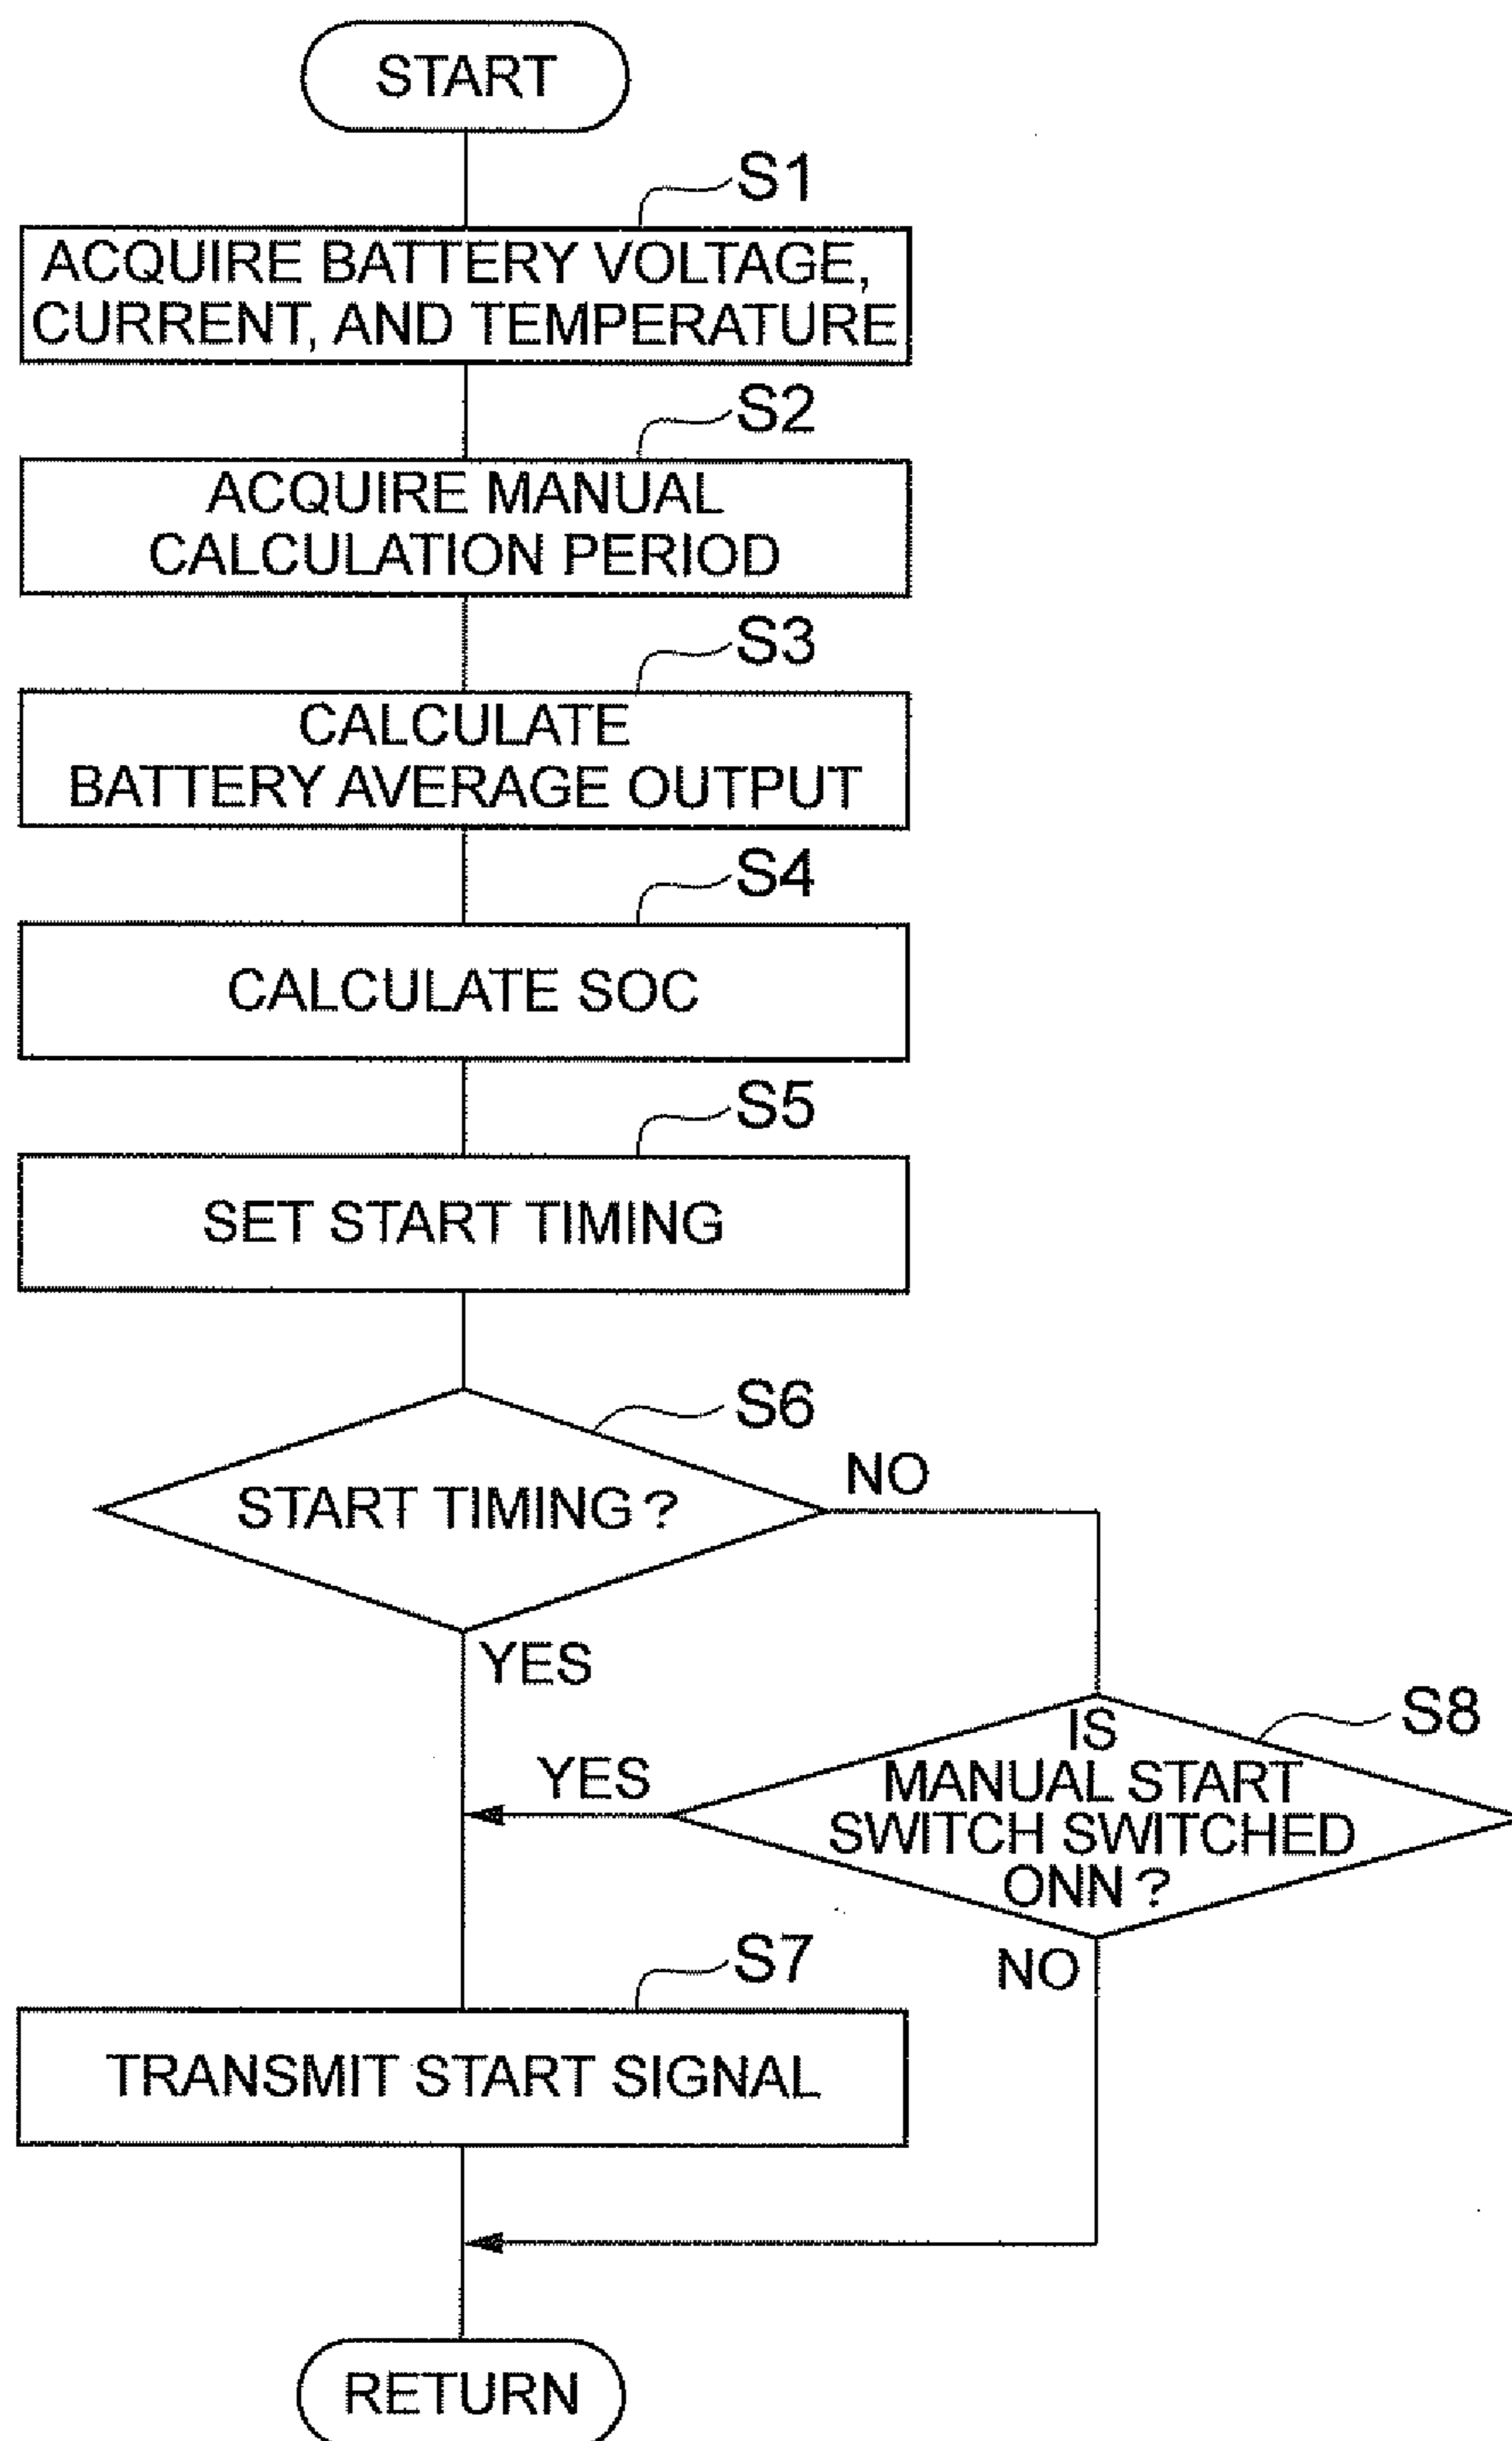 START
S1
ACQUIRE BATTERY VOLTAGE,
CURRENT, AND TEMPERATURE
S2
ACQUIRE MANUAL
CALCULATION PERIOD
S3
CALCULATE
BATTERY AVERAGE OUTPUT
S4
CALCULATE SOC
S5
SET START TIMING
S6
START TIMING?
NO
YES
S8
IS
MANUAL START
SWITCH SWITCHED
ONN?
YES
NO
S7
TRANSMIT START SIGNAL
RETURN